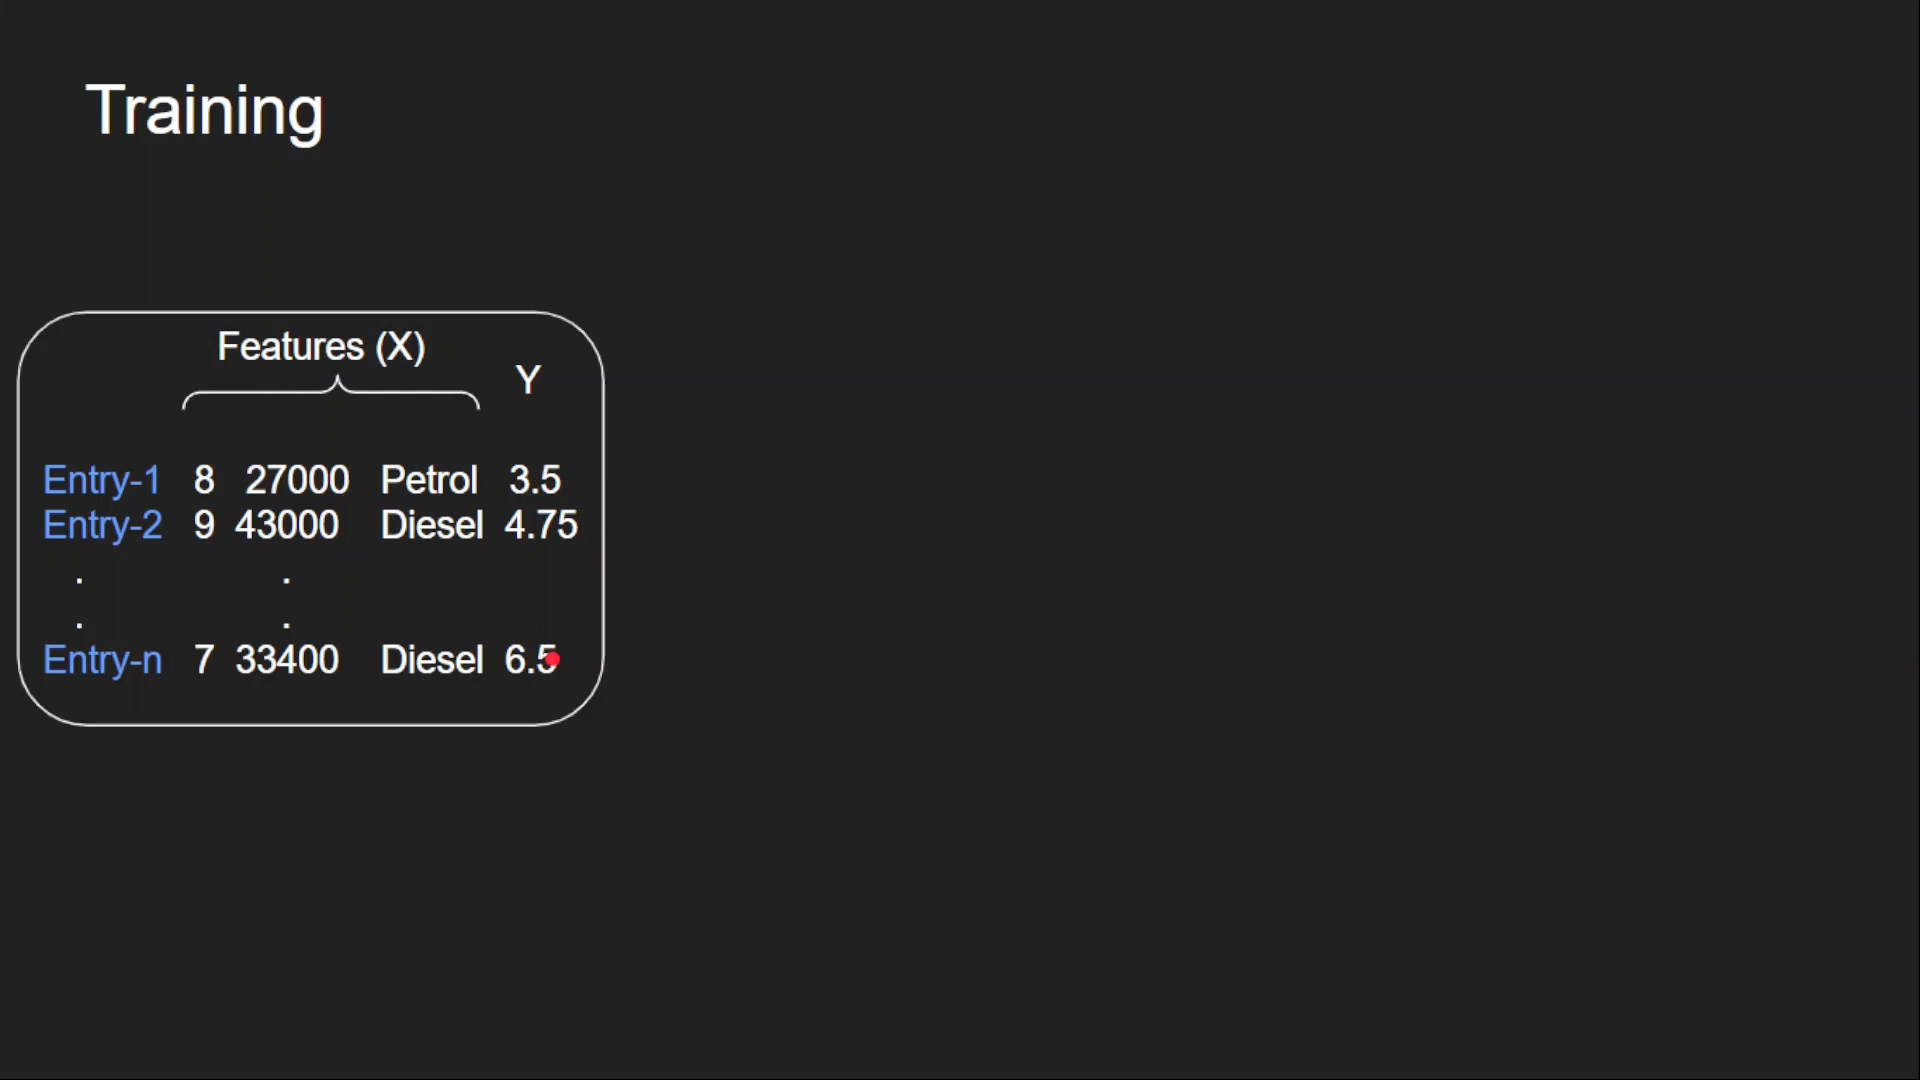 Training
Features (X)
Y
Entry-1 8 27000 Petrol 3.5
Entry-2 9 43000 Diesel 4.75
. .
. .
Entry-n 7 33400 Diesel 6.5